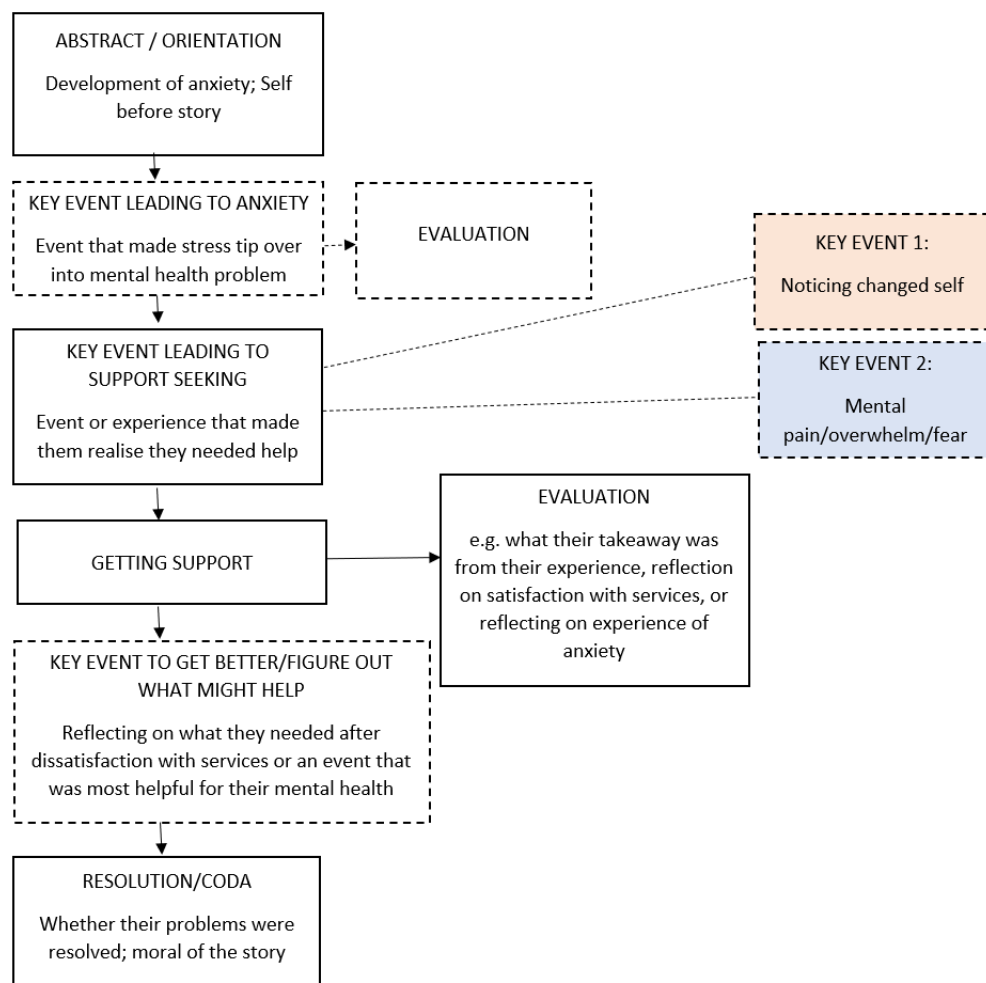 ABSTRACT / ORIENTATION
Development of anxiety; Self
before story
KEY EVENT LEADING TO ANXIETY
Event that made stress tip over
into mental health problem
EVALUATION
KEY EVENT 1:
Noticing changed self
KEY EVENT LEADING TO
SUPPORT SEEKING
Event or experience that made
them realise they needed help
KEY EVENT 2:
Mental
pain/overwhelm/fear
GETTING SUPPORT
EVALUATION
e.g. what their takeaway was
from their experience, reflection
on satisfaction with services, or
reflecting on experience of
anxiety
KEY EVENT TO GET BETTER/FIGURE OUT
WHAT MIGHT HELP
Reflecting on what they needed after
dissatisfaction with services or an event that
was most helpful for their mental health
RESOLUTION/CODA
Whether their problems were
resolved; moral of the story